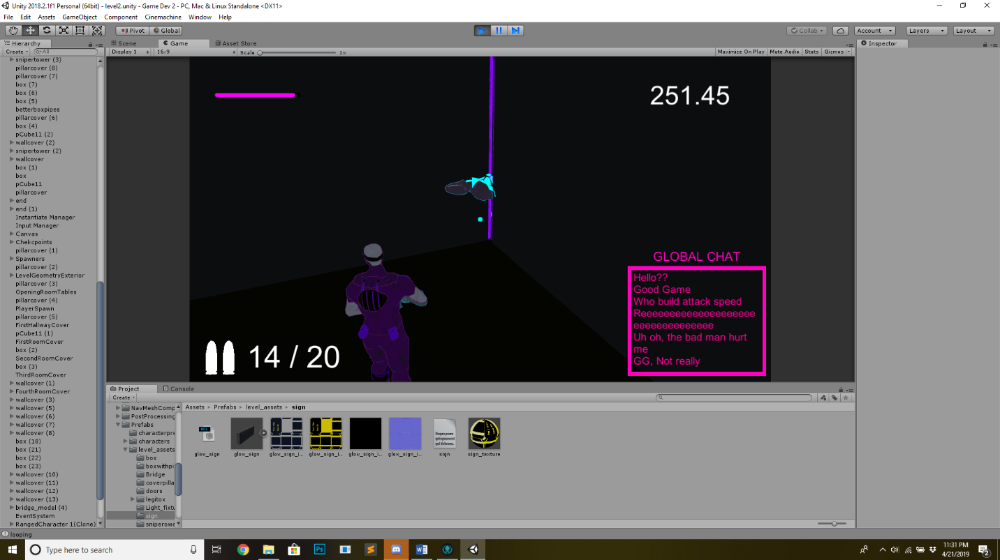 Unity 2018.2.1f1 Personal (64bit) - level2.unity - Game Dev 2 - PC, Mac & Linux Standalone <DX11>
File Edit Assets GameObject Component Cinemachine Window Help
Pivot Global Collab Account Layers Layout
Hierarchy Scene Game Asset Store Inspector
Create All Display 1 16:9 Scale 1x Maximize On Play Mute Audio Stats Gizmos
snipertower (3)
pillarcover (8)
pillarcover (7)
box (7)
box (6)
box (5)
betterboxpipes
pillarcover (6)
box (4)
pCube11 (2)
wallcover (2)
snipertower (2)
wallcover
box (1)
box
pCube11
pillarcover
end
end (1)
Instantiate Manager
Input Manager
Canvas
Chekcpoints
pillarcover (1)
Spawners
pillarcover (2)
LevelGeometryExterior
pillarcover (3)
OpeningRoomTables
pillarcover (4)
PlayerSpawn
pillarcover (5)
FirstHallwayCover
pCube11 (1)
FirstRoomCover
box (2)
SecondRoomCover
box (3)
ThirdRoomCover
wallcover (1)
FourthRoomCover
wallcover (3)
wallcover (5)
wallcover (6)
wallcover (7)
wallcover (8)
box (18)
box (21)
box (22)
box (23)
wallcover (10)
wallcover (11)
wallcover (12)
wallcover (13)
bridge_model (4)
EventSystem
RangedCharacter 1(Clone)
251.45
GLOBAL CHAT
Hello??
Good Game
Who build attack speed
Reeeeeeeeeeeeeeeeeeee
eeeeeeeeeeeeee
Uh oh, the bad man hurt
me
GG, Not really
14 / 20
Project Console
Create
NavMeshComp
PostProcessing
Prefabs
characterpre
characters
level_assets
box
boxwithpi
Bridge
coverpilla
doors
legitox
Light_fixtu
sign
sniperowe
Assets Prefabs level_assets sign
glow_sign glow_sign glow_sign_i... glow_sign_i... glow_sign_i... glow_sign_i... sign sign_texture
looping
Type here to search
11:31 PM
4/21/2019